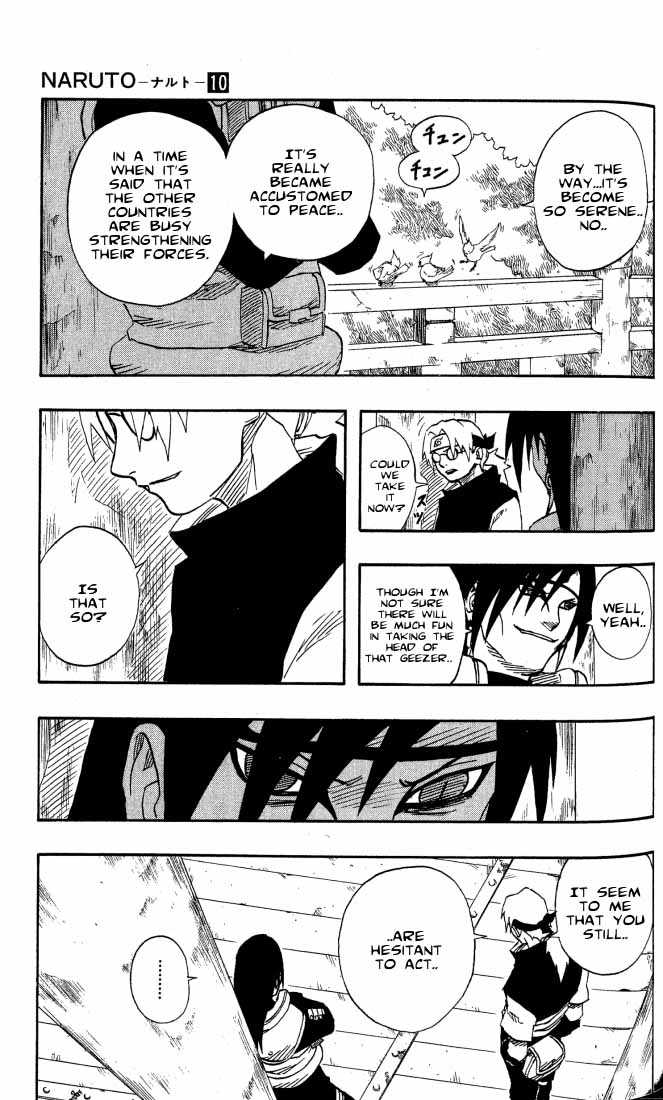 NARUTO -ナルト- 10
BY THE
WAY...IT'S
BECOME
SO SERENE..
NO..
チュン
チュン
IT'S
REALLY
BECAME
ACCUSTOMED
TO PEACE..
IN A TIME
WHEN IT'S
SAID THAT
THE OTHER
COUNTRIES
ARE BUSY
STRENGTHENING
THEIR FORCES.
COULD
WE
TAKE
IT
NOW?
スッ
WELL,
YEAH..
THOUGH I'M
NOT SURE
THERE WILL
BE MUCH FUN
IN TAKING THE
HEAD OF
THAT GEEZER..
IS
THAT
SO?
IT SEEM
TO ME
THAT YOU
STILL..
..ARE
HESITANT
TO ACT..
.........